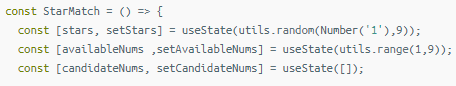 const StarMatch = () => {
  const [stars, setStars] = useState(utils.random(Number('1'),9));
  const [availableNums ,setAvailableNums] = useState(utils.range(1,9));
  const [candidateNums, setCandidateNums] = useState([]);